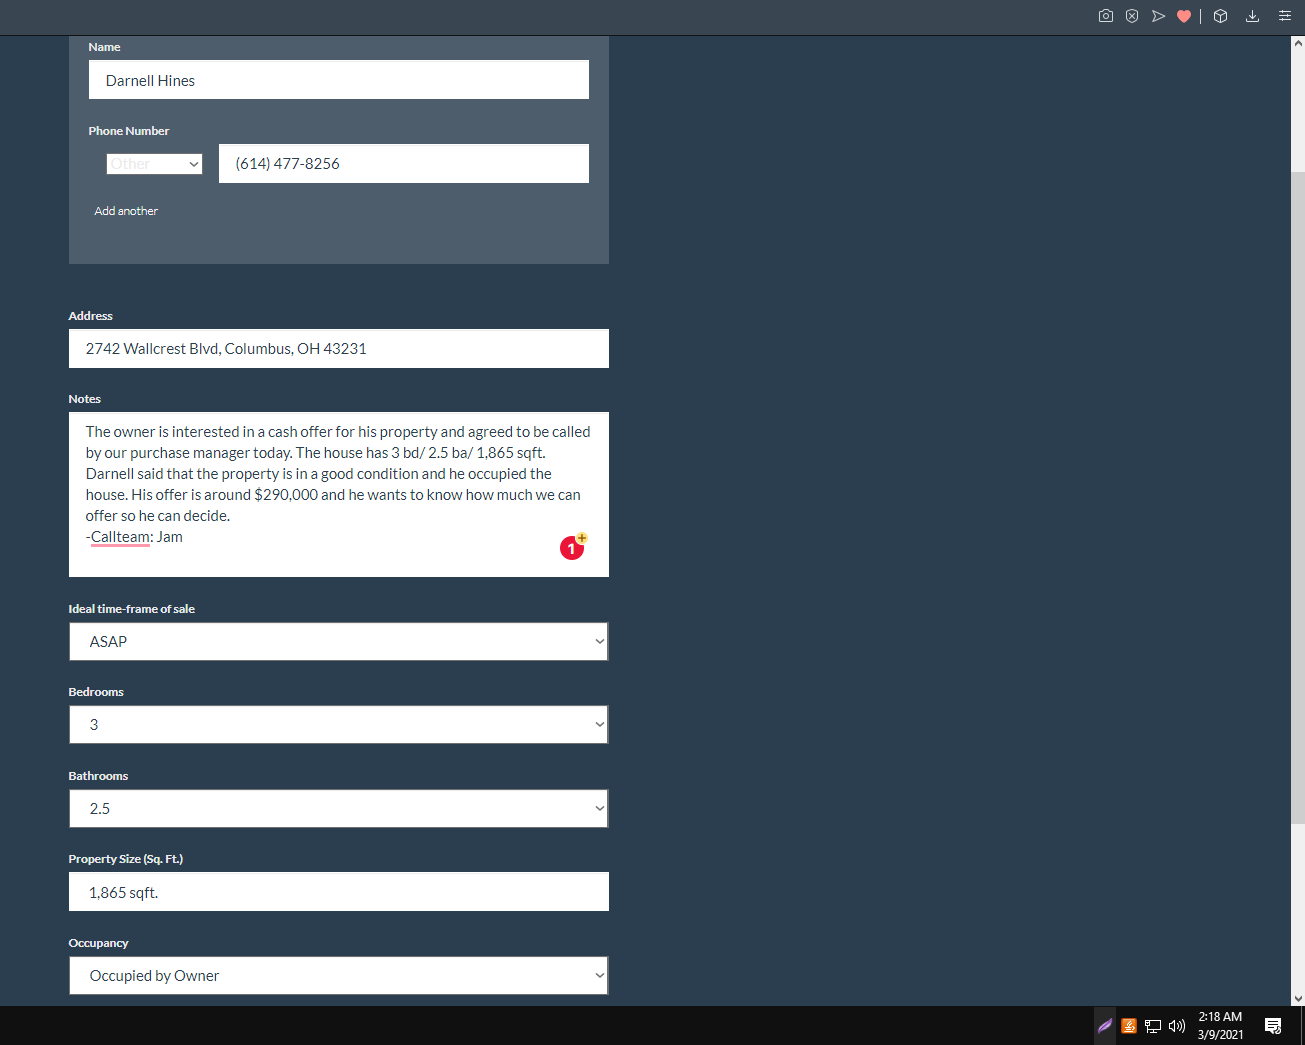 Name
Darnell Hines
Phone Number
Other
(614) 477-8256
Add another
Address
2742 Wallcrest Blvd, Columbus, OH 43231
Notes
The owner is interested in a cash offer for his property and agreed to be called
by our purchase manager today. The house has 3 bd/ 2.5 ba/ 1,865 sqft.
Darnell said that the property is in a good condition and he occupied the
house. His offer is around $290,000 and he wants to know how much we can
offer so he can decide.
-Callteam: Jam
1
Ideal time-frame of sale
ASAP
Bedrooms
3
Bathrooms
2.5
Property Size (Sq. Ft.)
1,865 sqft.
Occupancy
Occupied by Owner
2:18 AM
3/9/2021